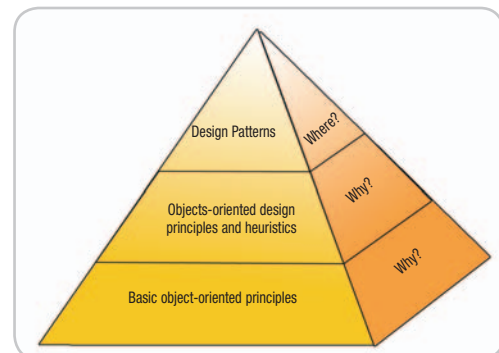 Design Patterns
Where?
Objects-oriented design
principles and heuristics
Why?
Basic object-oriented principles
Why?